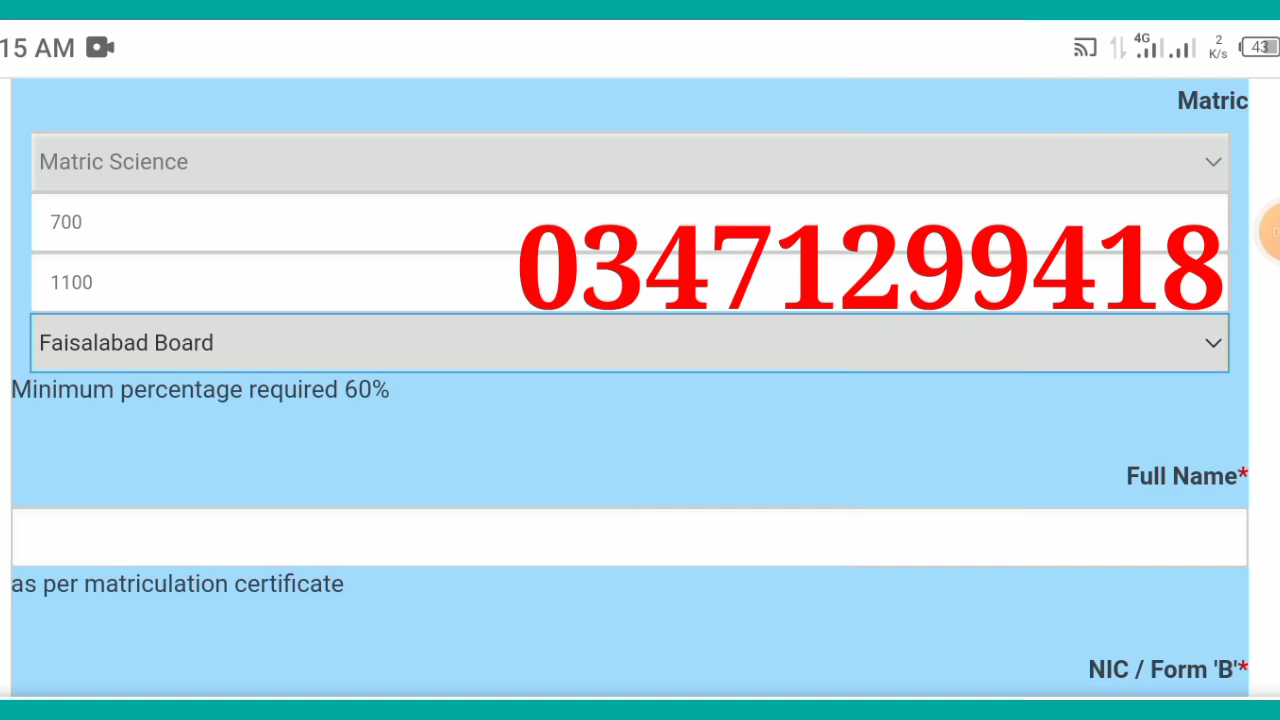 15 AM 4G 2 K/s 43
Matric
Matric Science
700
03471299418
1100
Faisalabad Board
Minimum percentage required 60%
Full Name*
as per matriculation certificate
NIC / Form 'B'*